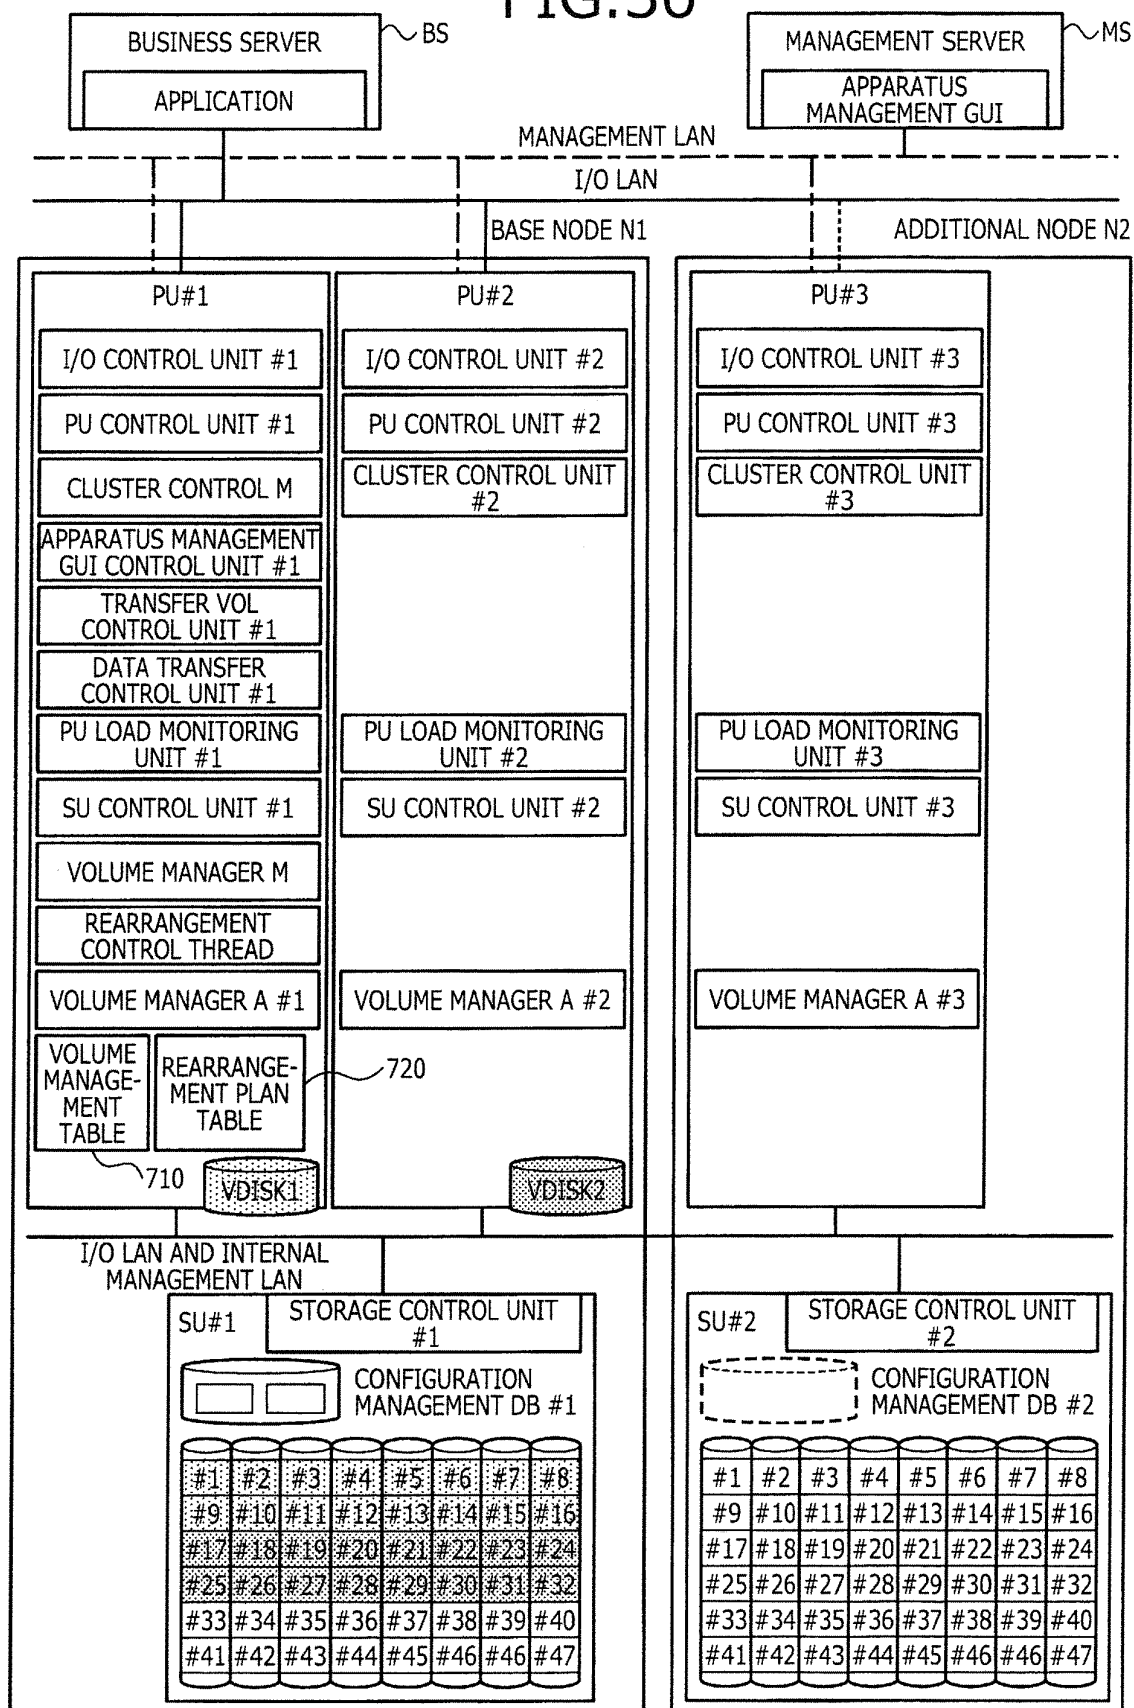 FIG.30
BUSINESS SERVER
BS
APPLICATION
MANAGEMENT SERVER
MS
APPARATUS
MANAGEMENT GUI
MANAGEMENT LAN
I/O LAN
BASE NODE N1
ADDITIONAL NODE N2
PU#1
PU#2
PU#3
I/O CONTROL UNIT #1
I/O CONTROL UNIT #2
I/O CONTROL UNIT #3
PU CONTROL UNIT #1
PU CONTROL UNIT #2
PU CONTROL UNIT #3
CLUSTER CONTROL M
CLUSTER CONTROL UNIT
#2
CLUSTER CONTROL UNIT
#3
APPARATUS MANAGEMENT
GUI CONTROL UNIT #1
TRANSFER VOL
CONTROL UNIT #1
DATA TRANSFER
CONTROL UNIT #1
PU LOAD MONITORING
UNIT #1
PU LOAD MONITORING
UNIT #2
PU LOAD MONITORING
UNIT #3
SU CONTROL UNIT #1
SU CONTROL UNIT #2
SU CONTROL UNIT #3
VOLUME MANAGER M
REARRANGEMENT
CONTROL THREAD
VOLUME MANAGER A #1
VOLUME MANAGER A #2
VOLUME MANAGER A #3
VOLUME
MANAGE-
MENT
TABLE
710
REARRANGE-
MENT PLAN
TABLE
720
VDISK1
VDISK2
I/O LAN AND INTERNAL
MANAGEMENT LAN
SU#1
STORAGE CONTROL UNIT
#1
CONFIGURATION
MANAGEMENT DB #1
#1 #2 #3 #4 #5 #6 #7 #8
#9 #10 #11 #12 #13 #14 #15 #16
#17 #18 #19 #20 #21 #22 #23 #24
#25 #26 #27 #28 #29 #30 #31 #32
#33 #34 #35 #36 #37 #38 #39 #40
#41 #42 #43 #44 #45 #46 #46 #47
SU#2
STORAGE CONTROL UNIT
#2
CONFIGURATION
MANAGEMENT DB #2
#1 #2 #3 #4 #5 #6 #7 #8
#9 #10 #11 #12 #13 #14 #15 #16
#17 #18 #19 #20 #21 #22 #23 #24
#25 #26 #27 #28 #29 #30 #31 #32
#33 #34 #35 #36 #37 #38 #39 #40
#41 #42 #43 #44 #45 #46 #46 #47